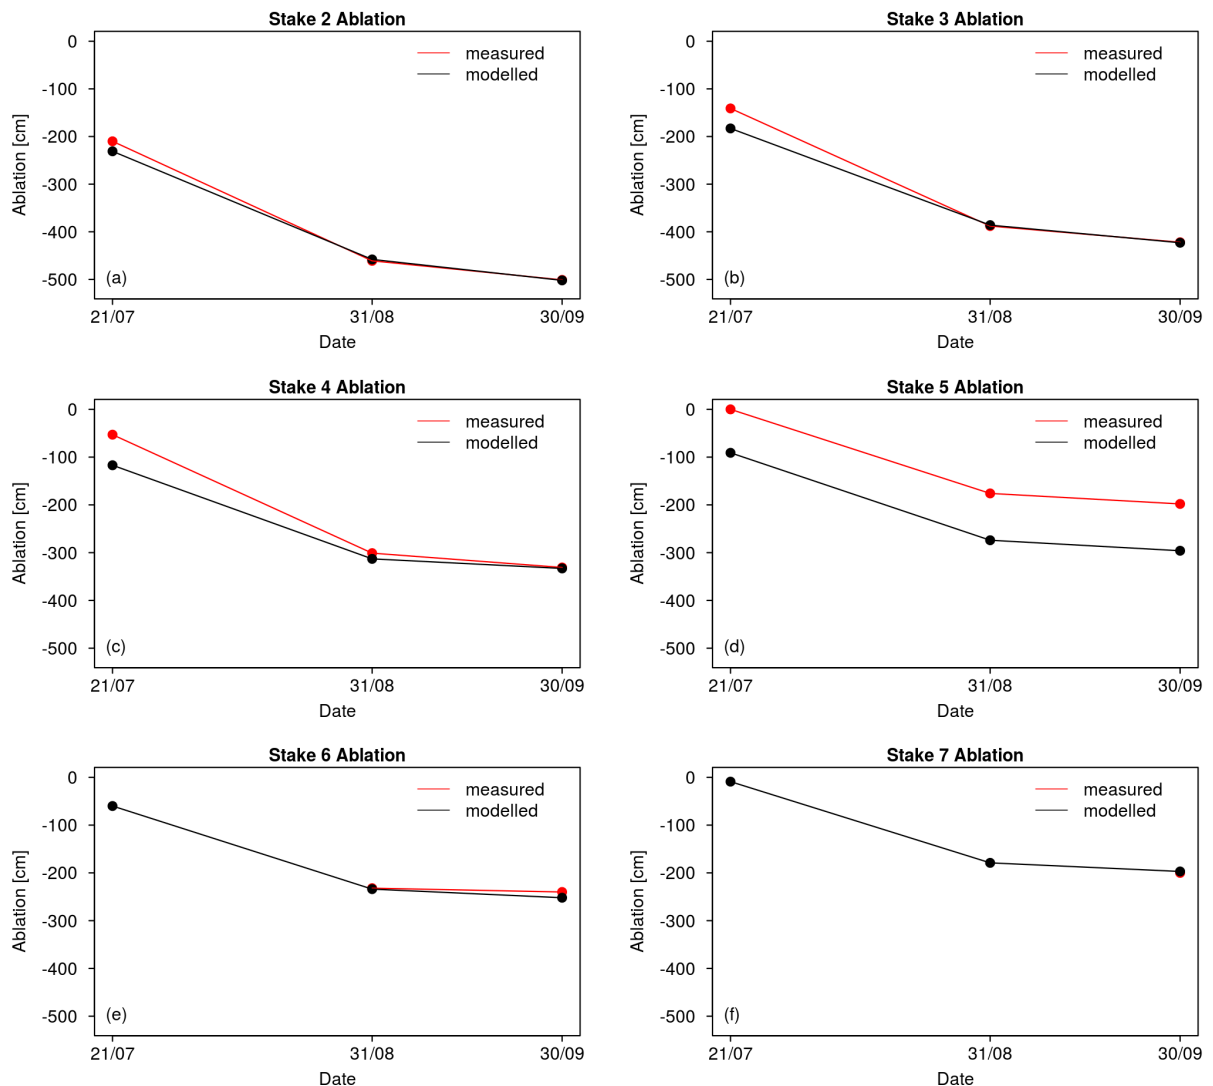 Stake 2 Ablation
0
-100
-200
-300
-400
-500
Ablation [cm]
measured
modelled
(a)
21/07 31/08 30/09
Date
Stake 3 Ablation
0
-100
-200
-300
-400
-500
Ablation [cm]
measured
modelled
(b)
21/07 31/08 30/09
Date
Stake 4 Ablation
0
-100
-200
-300
-400
-500
Ablation [cm]
measured
modelled
(c)
21/07 31/08 30/09
Date
Stake 5 Ablation
0
-100
-200
-300
-400
-500
Ablation [cm]
measured
modelled
(d)
21/07 31/08 30/09
Date
Stake 6 Ablation
0
-100
-200
-300
-400
-500
Ablation [cm]
measured
modelled
(e)
21/07 31/08 30/09
Date
Stake 7 Ablation
0
-100
-200
-300
-400
-500
Ablation [cm]
measured
modelled
(f)
21/07 31/08 30/09
Date